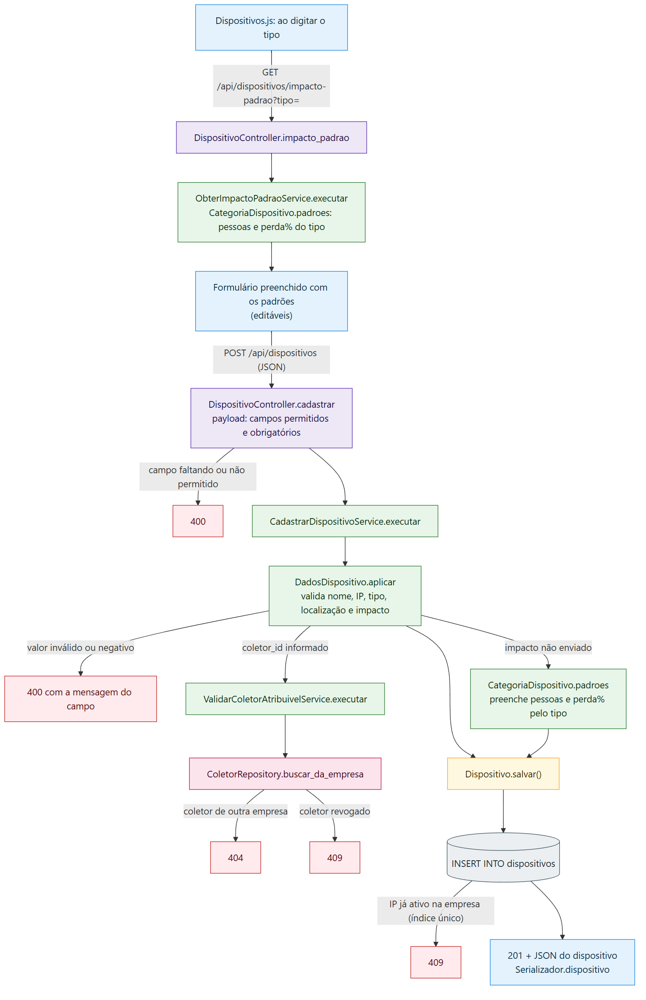 Dispositivos.js: ao digitar o
tipo
GET
/api/dispositivos/impacto-
padrao?tipo=
DispositivoController.impacto_padrao
ObterImpactoPadraoService.executar
CategoriaDispositivo.padroes:
pessoas e perda% do tipo
Formulário preenchido com
os padrões
(editáveis)
POST /api/dispositivos
(JSON)
DispositivoController.cadastrar
payload: campos permitidos
e obrigatórios
campo faltando ou não
permitido
400
CadastrarDispositivoService.executar
DadosDispositivo.aplicar
valida nome, IP, tipo,
localização e impacto
valor inválido ou negativo
coletor_id informado
impacto não enviado
400 com a mensagem do
campo
ValidarColetorAtribuivelService.executar
CategoriaDispositivo.padroes
preenche pessoas e perda%
pelo tipo
ColetorRepository.buscar_da_empresa
Dispositivo.salvar()
coletor de outra empresa
coletor revogado
404
409
INSERT INTO dispositivos
IP já ativo na empresa
(índice único)
409
201 + JSON do dispositivo
Serializador.dispositivo